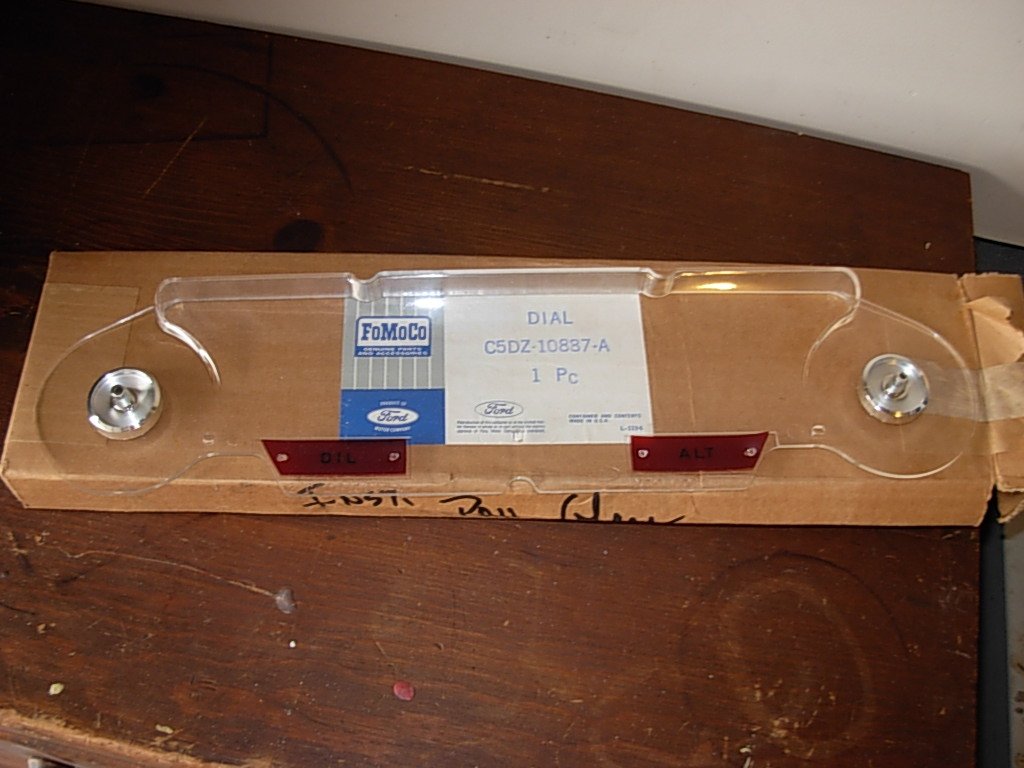 FoMoCo
GENUINE PARTS
AND ACCESSORIES
PRODUCT OF
Ford
MOTOR COMPANY
DIAL
C5DZ-10887-A
1 Pc
Ford
CONTAINER AND CONTENTS
MADE IN U.S.A.
L-1256
OIL
ALT